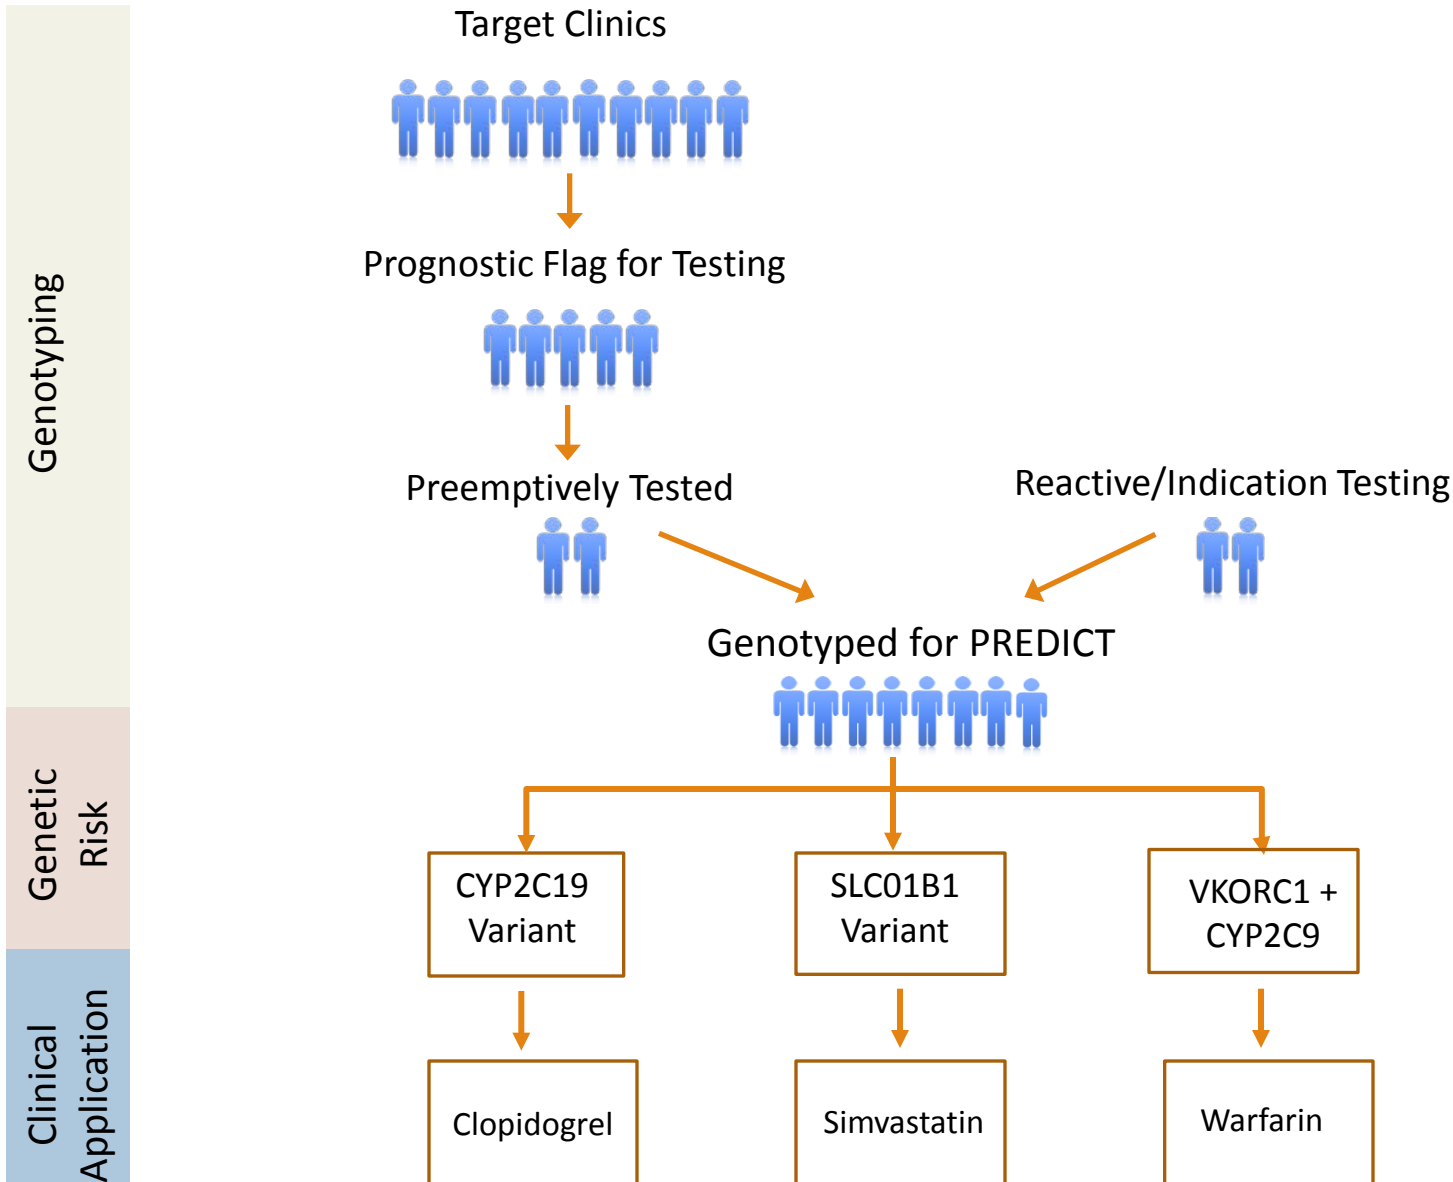 Target Clinics
Prognostic Flag for Testing
Preemptively Tested
Reactive/Indication Testing
Genotyped for PREDICT
Genotyping
Genetic
Risk
CYP2C19
Variant
SLC01B1
Variant
VKORC1 +
CYP2C9
Clinical
Application
Clopidogrel
Simvastatin
Warfarin